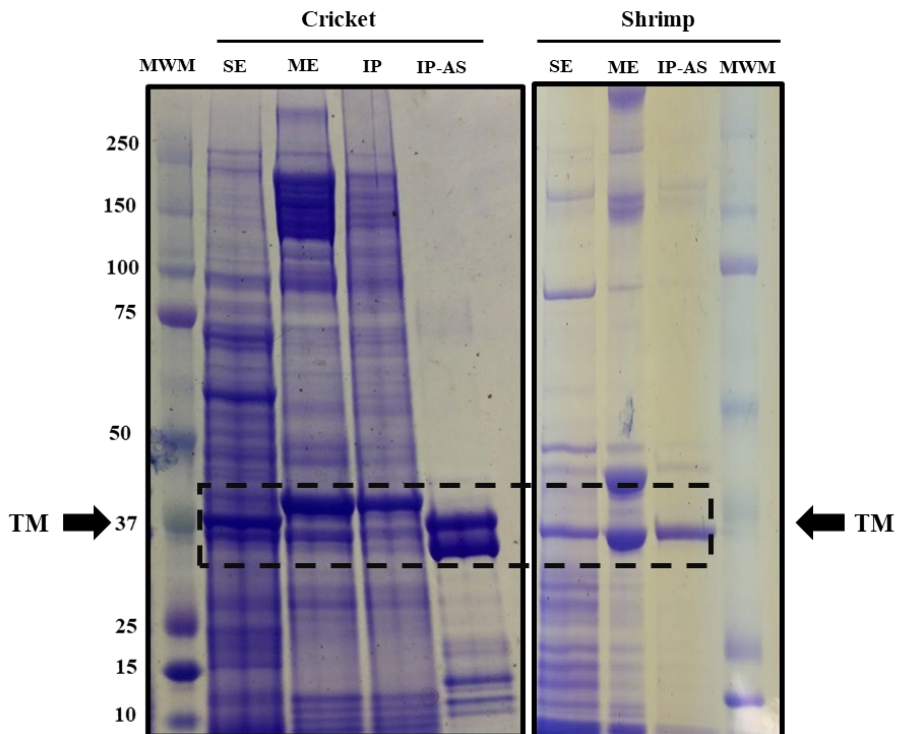 Cricket
Shrimp
MWM SE ME IP IP-AS
SE ME IP-AS MWM
250
150
100
75
50
TM 37 TM
25
15
10